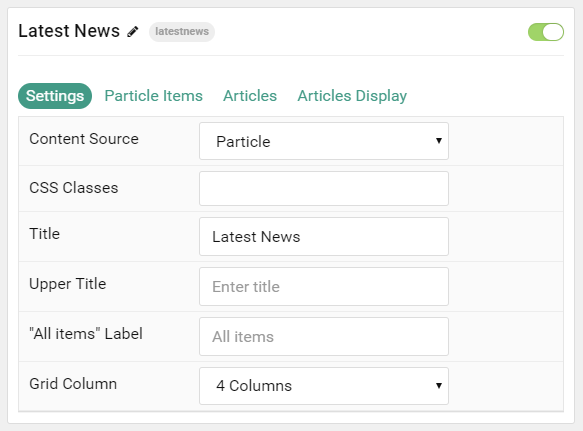 Latest News latestnews
Settings Particle Items Articles Articles Display
Content Source Particle
CSS Classes
Title Latest News
Upper Title Enter title
"All items" Label All items
Grid Column 4 Columns